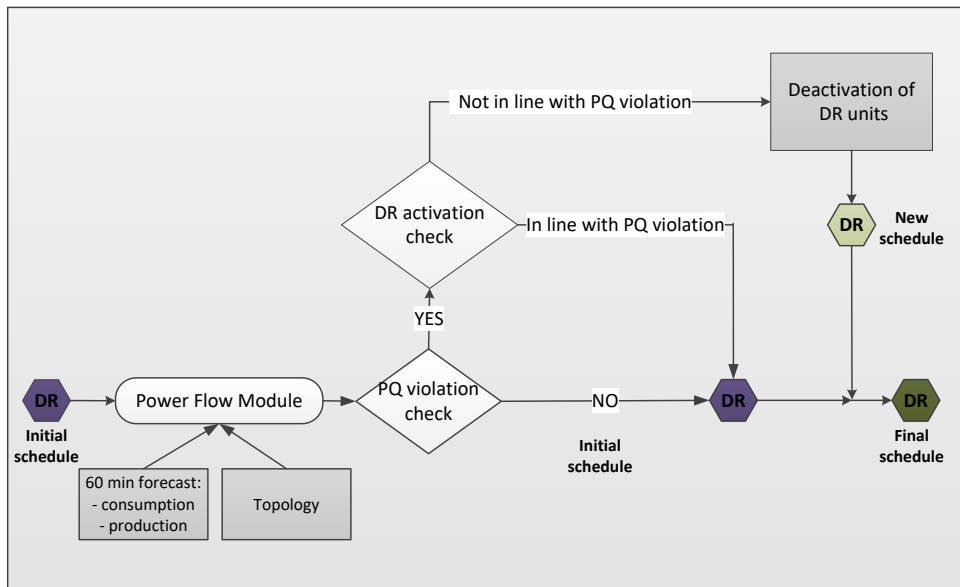 Not in line with PQ violation
Deactivation of
DR units
DR activation
check
In line with PQ violation
DR
New
schedule
YES
DR
Initial
schedule
Power Flow Module
PQ violation
check
NO
Initial
schedule
DR
DR
Final
schedule
60 min forecast:
- consumption
- production
Topology